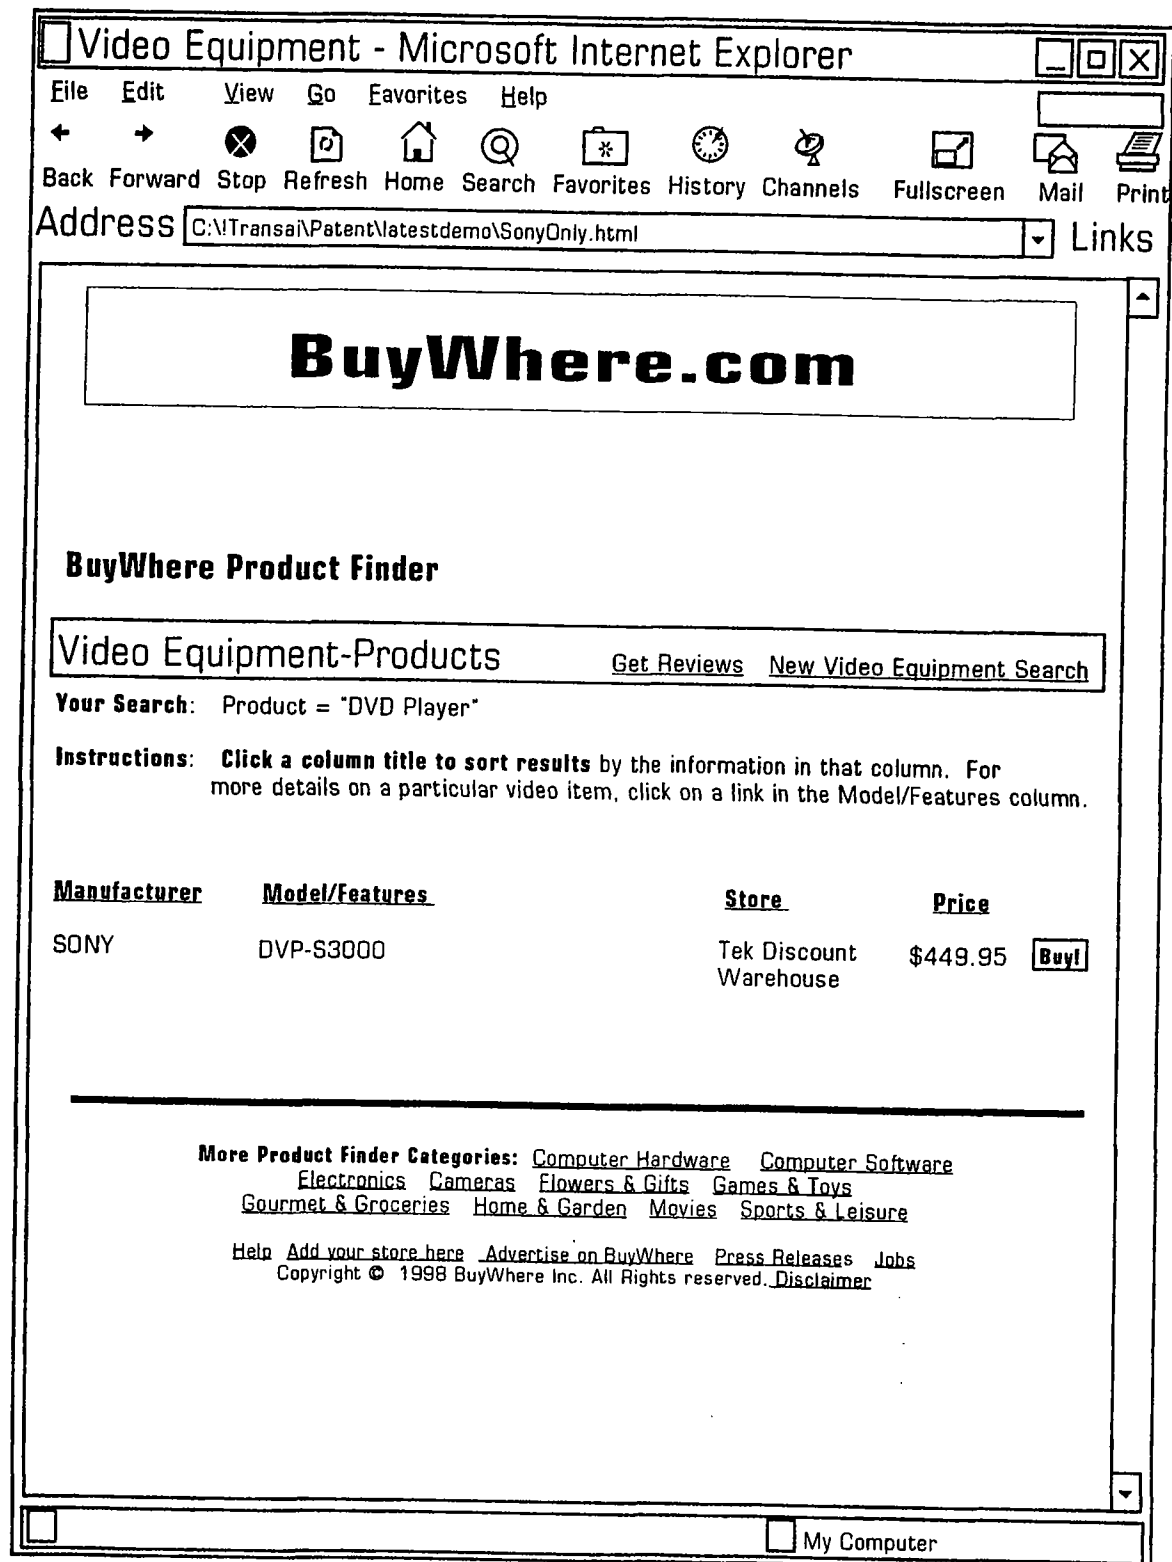 Video Equipment - Microsoft Internet Explorer
File Edit View Go Favorites Help
Back Forward Stop Refresh Home Search Favorites History Channels Fullscreen Mail Print
Address C:\!Transai\Patent\latestdemo\SonyOnly.html Links
BuyWhere.com
BuyWhere Product Finder
Video Equipment-Products Get Reviews New Video Equipment Search
Your Search: Product = "DVD Player"
Instructions: Click a column title to sort results by the information in that column. For
more details on a particular video item, click on a link in the Model/Features column.
Manufacturer Model/Features Store Price
SONY DVP-S3000 Tek Discount $449.95 Buy!
Warehouse
More Product Finder Categories: Computer Hardware Computer Software
Electronics Cameras Flowers & Gifts Games & Toys
Gourmet & Groceries Home & Garden Movies Sports & Leisure
Help Add your store here Advertise on BuyWhere Press Releases Jobs
Copyright © 1998 BuyWhere Inc. All Rights reserved. Disclaimer
My Computer